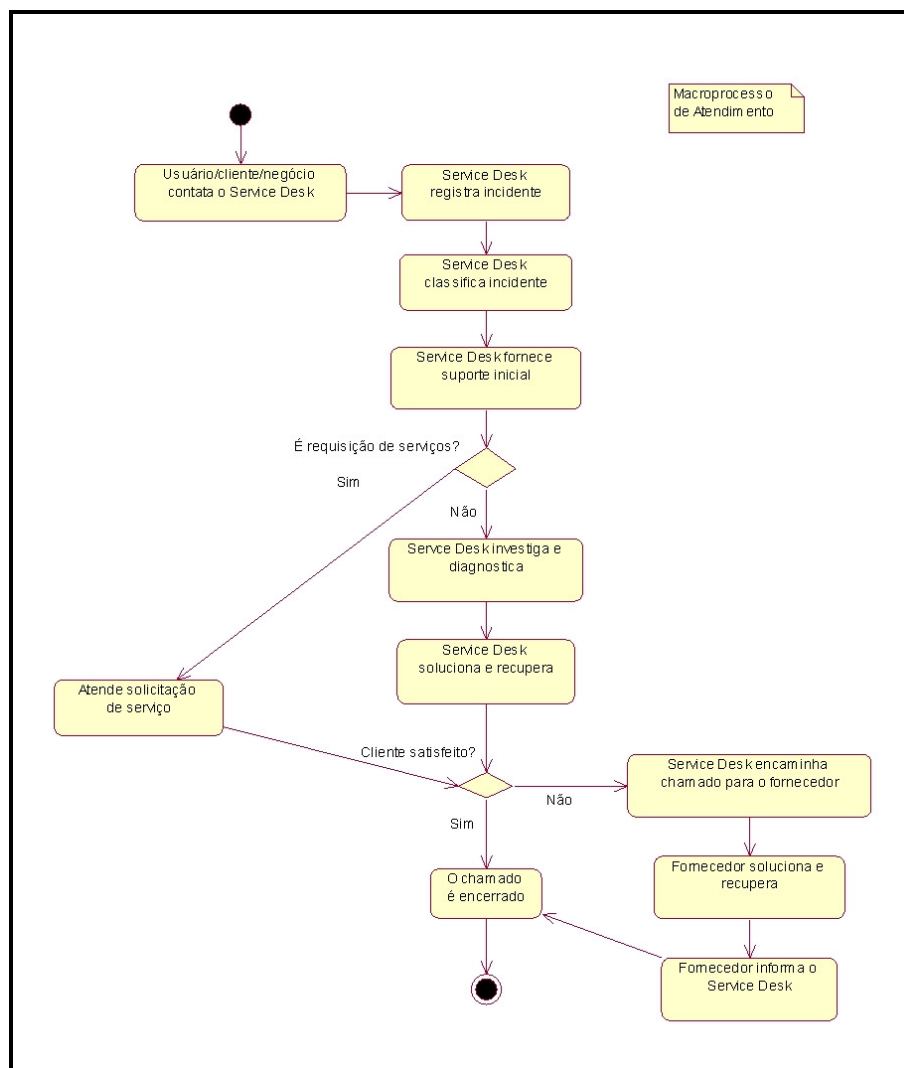 Macroprocesso
de Atendimento
Usuário/cliente/negócio
contata o Service Desk
Service Desk
registra incidente
Service Desk
classifica incidente
Service Desk fornece
suporte inicial
É requisição de serviços?
Sim
Não
Servce Desk investiga e
diagnostica
Service Desk
soluciona e recupera
Atende solicitação
de serviço
Cliente satisfeito?
Não
Sim
Service Desk encaminha
chamado para o fornecedor
Fornecedor soluciona e
recupera
O chamado
é encerrado
Fornecedor informa o
Service Desk